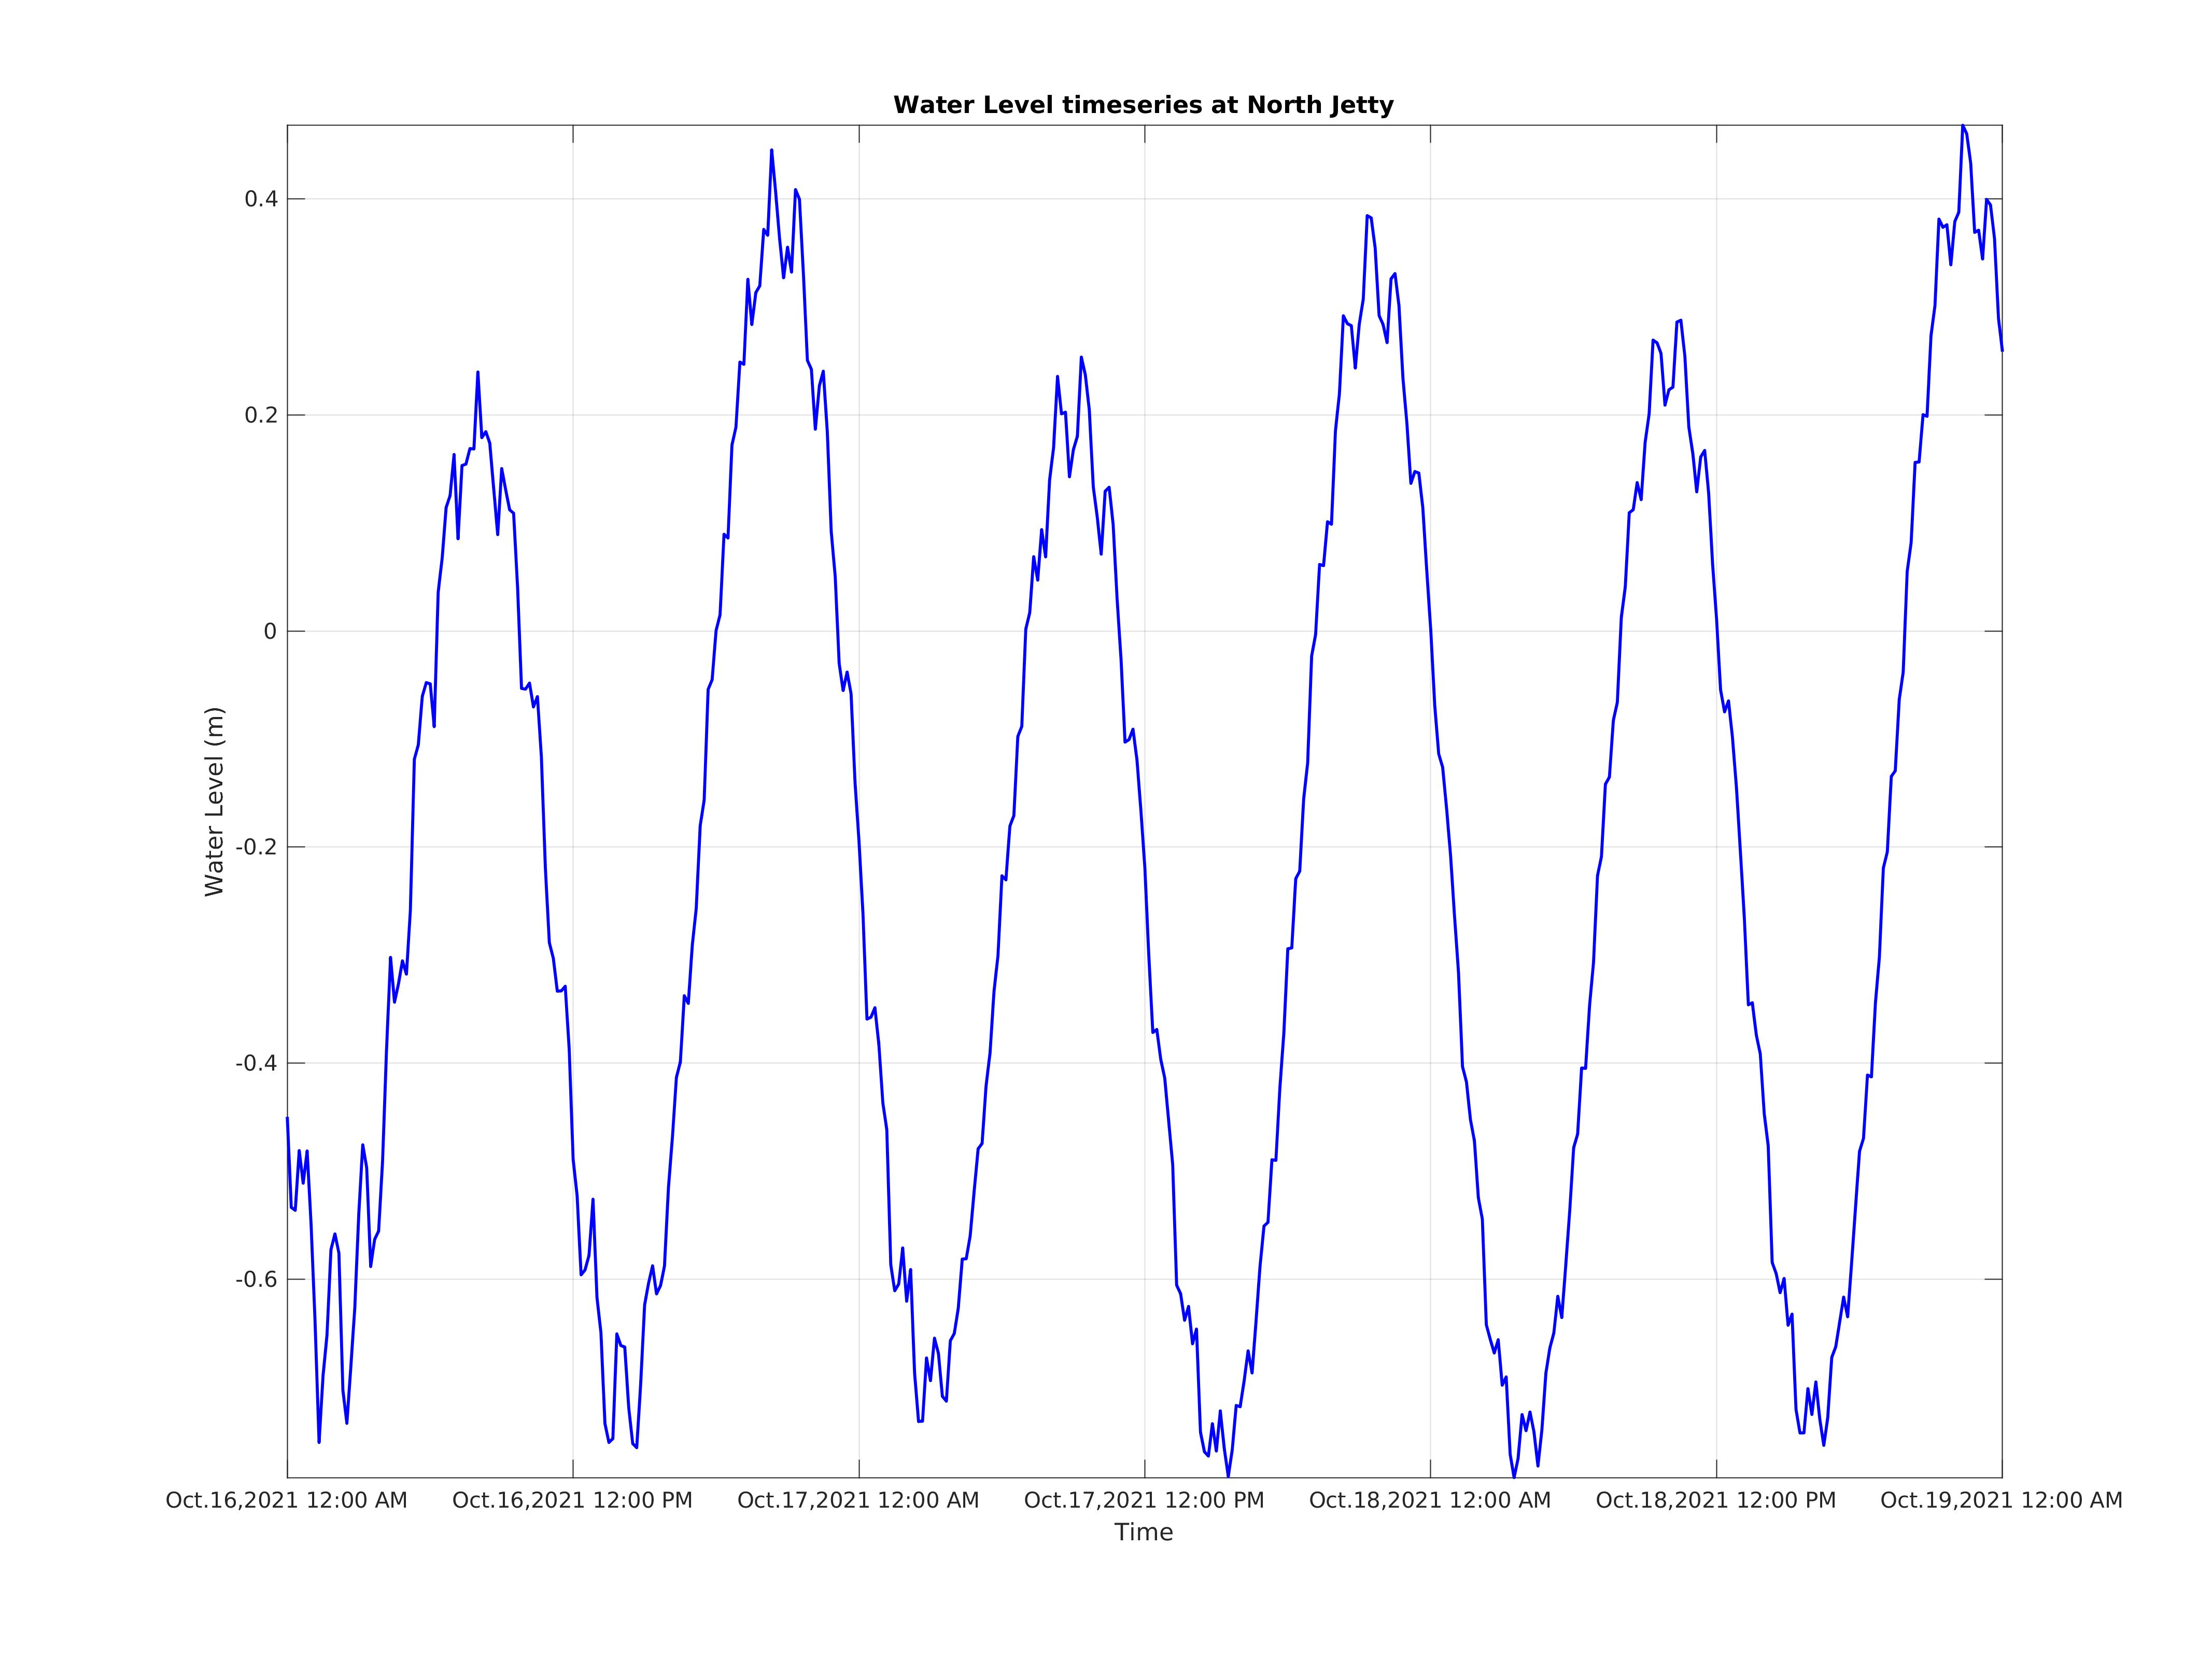 Water Level timeseries at North Jetty
0.4
0.2
0
-0.2
-0.4
-0.6
Water Level (m)
Oct.16,2021 12:00 AM Oct.16,2021 12:00 PM Oct.17,2021 12:00 AM Oct.17,2021 12:00 PM Oct.18,2021 12:00 AM Oct.18,2021 12:00 PM Oct.19,2021 12:00 AM
Time